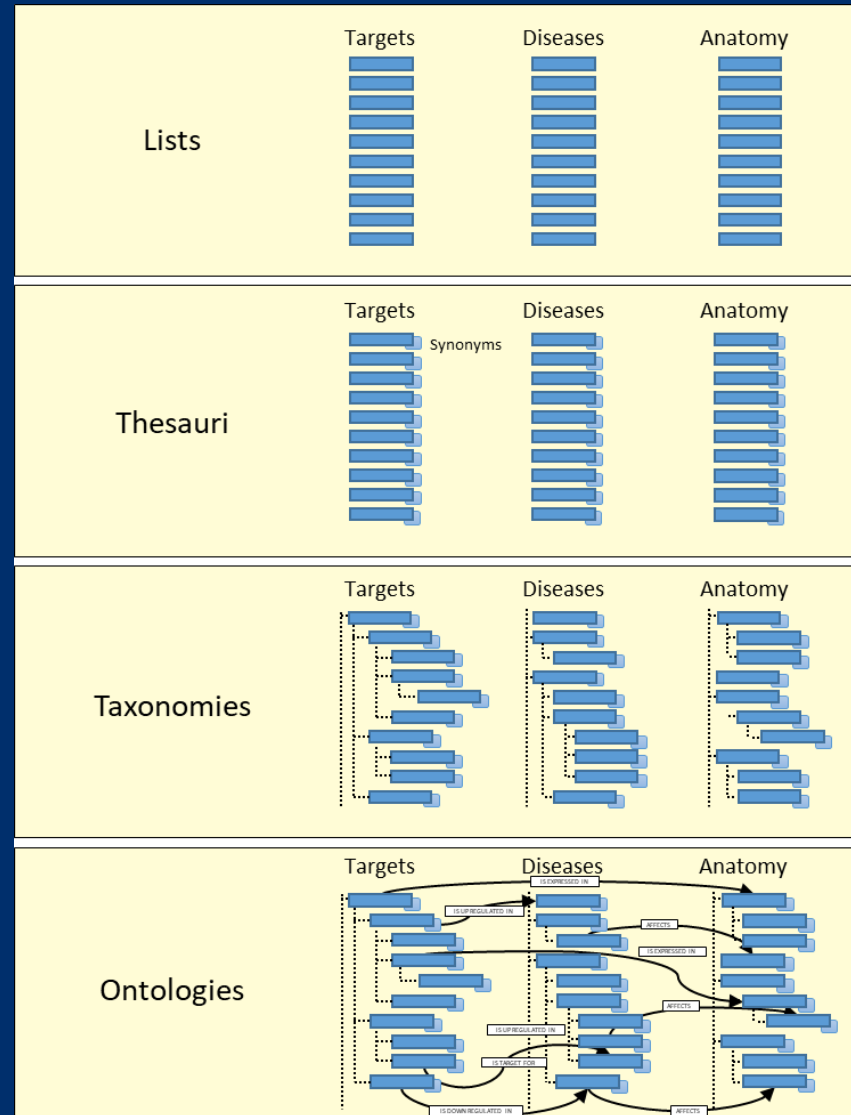 Targets Diseases Anatomy
Lists
Targets Diseases Anatomy
Synonyms
Thesauri
Targets Diseases Anatomy
Taxonomies
Targets Diseases Anatomy
IS EXPRESSED IN
IS UPREGULATED IN
AFFECTS
IS EXPRESSED IN
Ontologies
AFFECTS
IS UPREGULATED IN
IS TARGET FOR
IS DOWNREGULATED IN
AFFECTS